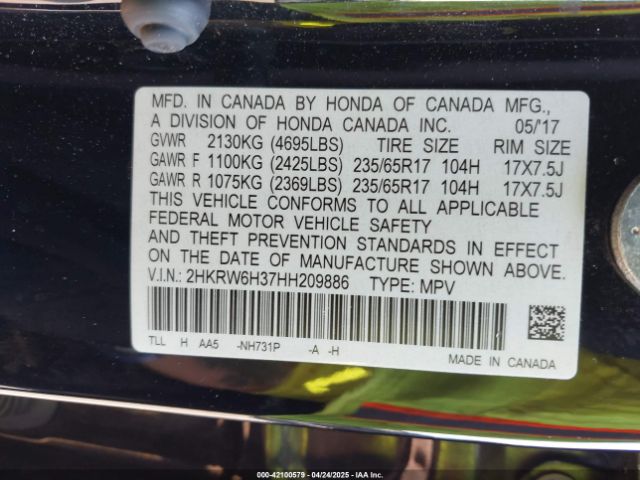 MFD. IN CANADA BY HONDA OF CANADA MFG.,
A DIVISION OF HONDA CANADA INC. 05/'17
GVWR 2130KG (4695LBS) TIRE SIZE RIM SIZE
GAWR F 1100KG (2425LBS) 235/65R17 104H 17X7.5J
GAWR R 1075KG (2369LBS) 235/65R17 104H 17X7.5J
THIS VEHICLE CONFORMS TO ALL APPLICABLE
FEDERAL MOTOR VEHICLE SAFETY
AND THEFT PREVENTION STANDARDS IN EFFECT
ON THE DATE OF MANUFACTURE SHOWN ABOVE.
V.I.N.: 2HKRW6H37HH209886 TYPE: MPV
TLL H AA5 -NH731P -A -H
MADE IN CANADA
000-42100579 - 04/24/2025 - IAA Inc.